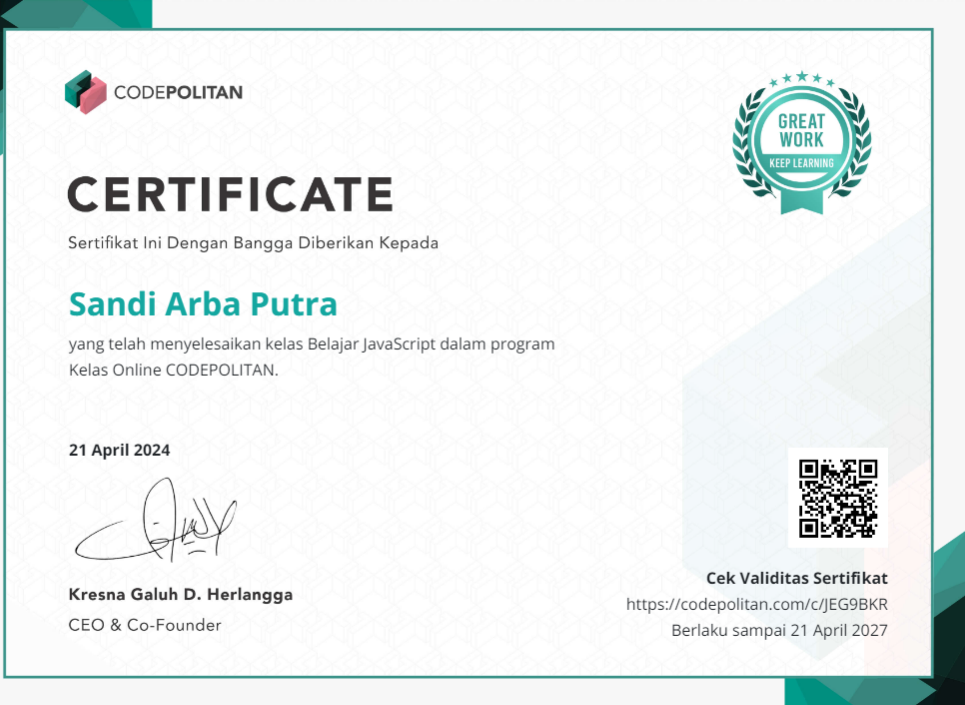 CODEPOLITAN
GREAT
WORK
KEEP LEARNING
CERTIFICATE
Sertifikat Ini Dengan Bangga Diberikan Kepada
Sandi Arba Putra
yang telah menyelesaikan kelas Belajar JavaScript dalam program
Kelas Online CODEPOLITAN.
21 April 2024
Kresna Galuh D. Herlangga
CEO & Co-Founder
Cek Validitas Sertifikat
https://codepolitan.com/c/JEG9BKR
Berlaku sampai 21 April 2027